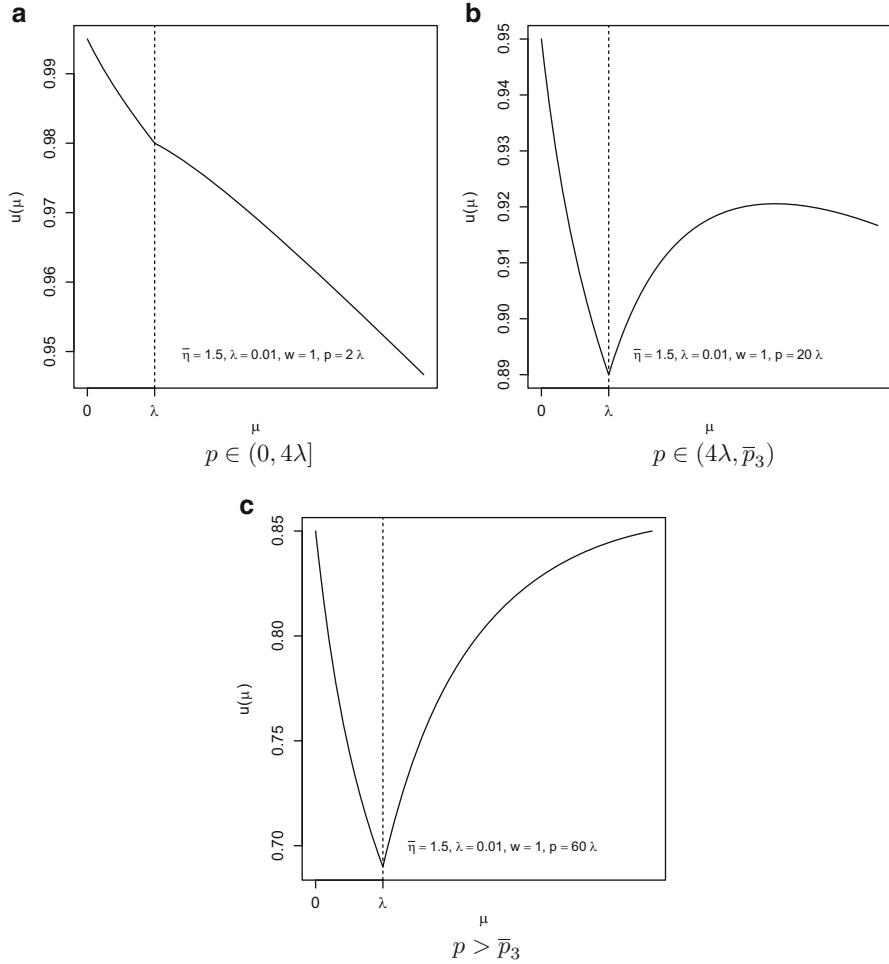 a
0.99
0.98
0.97
0.96
0.95
u(μ)
η̅ = 1.5, λ = 0.01, w = 1, p = 2 λ
0
λ
μ
p ∈ (0, 4λ]
b
0.95
0.94
0.93
0.92
0.91
0.90
0.89
u(μ)
η̅ = 1.5, λ = 0.01, w = 1, p = 20 λ
0
λ
μ
p ∈ (4λ, p̅₃)
c
0.85
0.80
0.75
0.70
u(μ)
η̅ = 1.5, λ = 0.01, w = 1, p = 60 λ
0
λ
μ
p > p̅₃